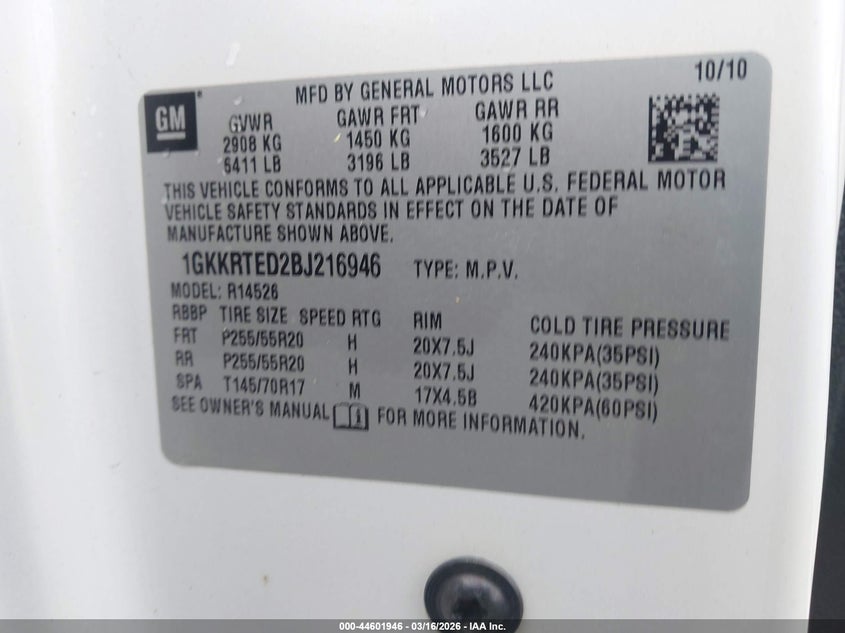 10/10
MFD BY GENERAL MOTORS LLC
GM
GVWR GAWR FRT GAWR RR
2908 KG 1450 KG 1600 KG
6411 LB 3196 LB 3527 LB
THIS VEHICLE CONFORMS TO ALL APPLICABLE U.S. FEDERAL MOTOR
VEHICLE SAFETY STANDARDS IN EFFECT ON THE DATE OF
MANUFACTURE SHOWN ABOVE.
1GKKRTED2BJ216946 TYPE: M.P.V.
MODEL: R14526
RBBP TIRE SIZE SPEED RTG RIM COLD TIRE PRESSURE
FRT P255/55R20 H 20X7.5J 240KPA(35PSI)
RR P255/55R20 H 20X7.5J 240KPA(35PSI)
SPA T145/70R17 M 17X4.5B 420KPA(60PSI)
SEE OWNER'S MANUAL FOR MORE INFORMATION.
000-44601946 - 03/16/2026 - IAA Inc.